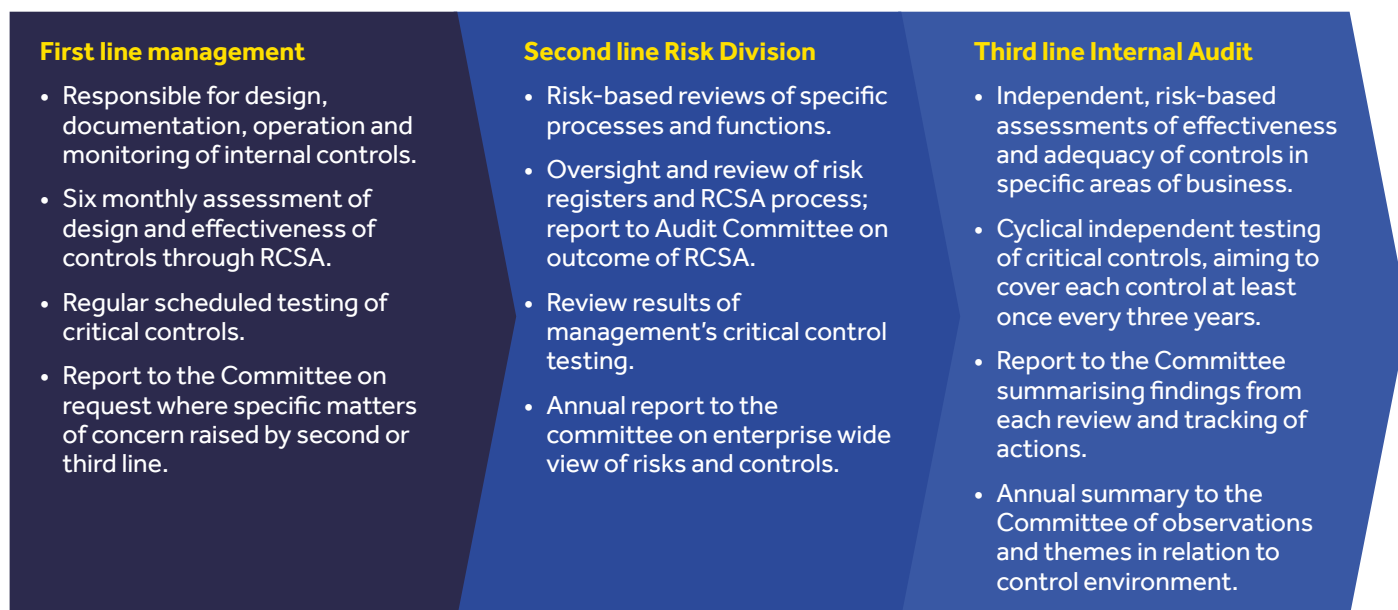 First line management
• Responsible for design,
documentation, operation and
monitoring of internal controls.
• Six monthly assessment of
design and effectiveness of
controls through RCSA.
• Regular scheduled testing of
critical controls.
• Report to the Committee on
request where specific matters
of concern raised by second or
third line.
Second line Risk Division
• Risk-based reviews of specific
processes and functions.
• Oversight and review of risk
registers and RCSA process;
report to Audit Committee on
outcome of RCSA.
• Review results of
management’s critical control
testing.
• Annual report to the
committee on enterprise wide
view of risks and controls.
Third line Internal Audit
• Independent, risk-based
assessments of effectiveness
and adequacy of controls in
specific areas of business.
• Cyclical independent testing
of critical controls, aiming to
cover each control at least
once every three years.
• Report to the Committee
summarising findings from
each review and tracking of
actions.
• Annual summary to the
Committee of observations
and themes in relation to
control environment.